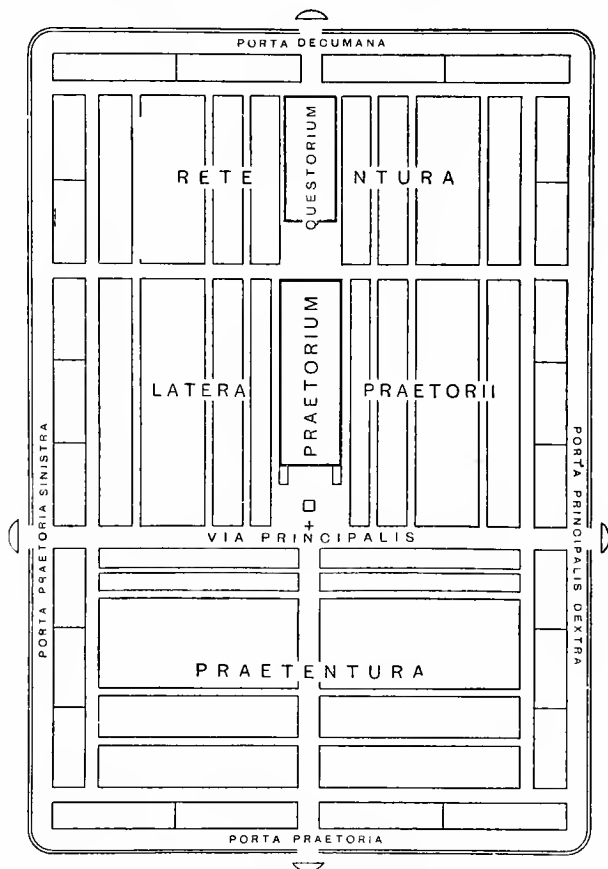 PORTA DECUMANA
QUESTORIUM
RETE NTURA
PRAETORIUM
LATERA PRAETORII
PORTA PRAETORIA SINISTRA
PORTA PRINCIPALIS DEXTRA
VIA PRINCIPALIS
PRAETENTURA
PORTA PRAETORIA